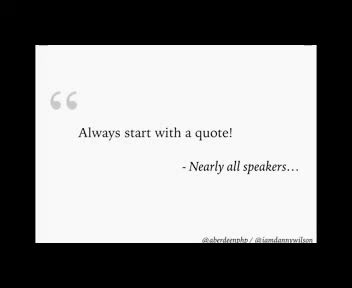 “
Always start with a quote!
- Nearly all speakers…
@aberdeenphp / @iamdannywilson